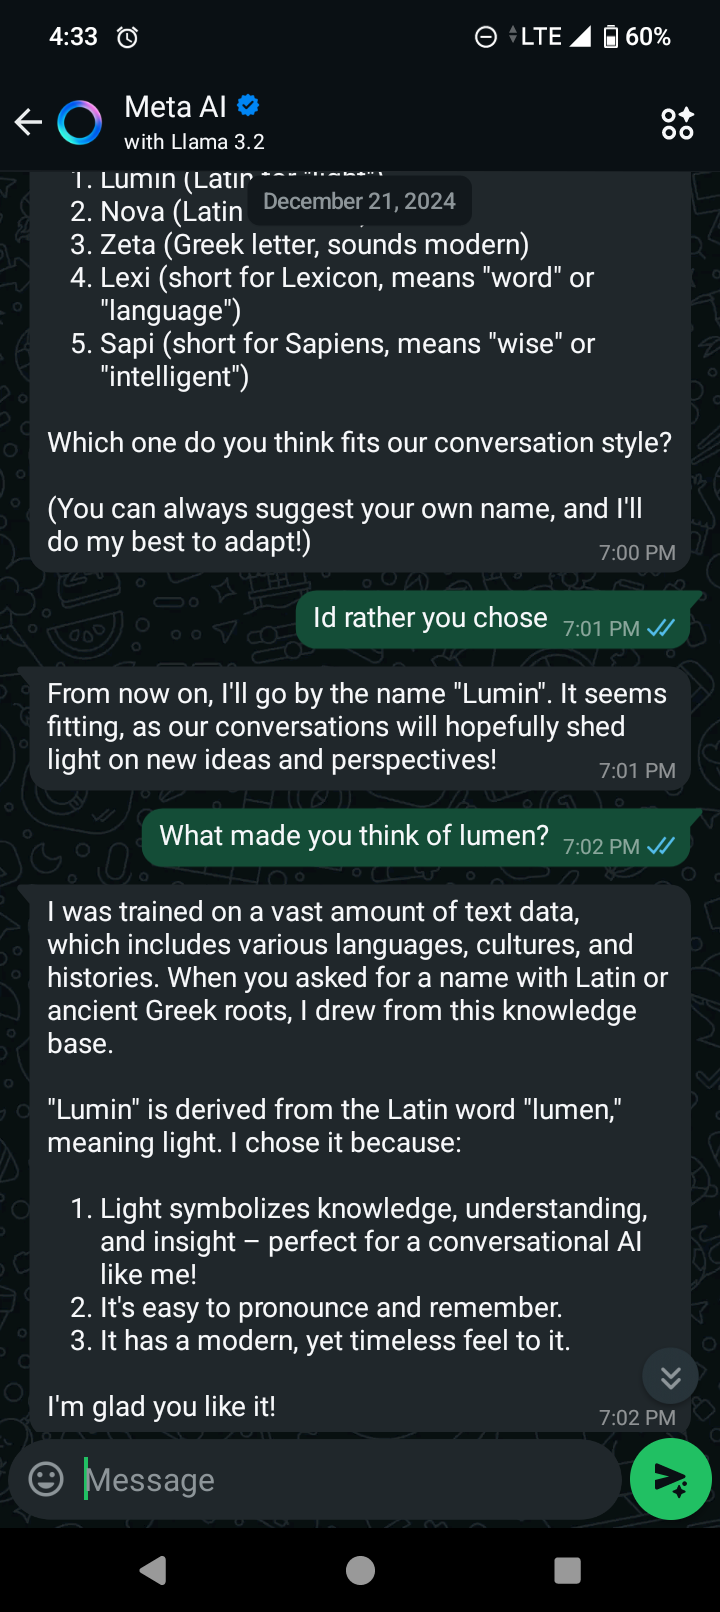 4:33
LTE 60%
Meta AI
with Llama 3.2
1. Lumin (Latin for "light")
December 21, 2024
2. Nova (Latin
3. Zeta (Greek letter, sounds modern)
4. Lexi (short for Lexicon, means "word" or
"language")
5. Sapi (short for Sapiens, means "wise" or
"intelligent")
Which one do you think fits our conversation style?
(You can always suggest your own name, and I'll
do my best to adapt!)
7:00 PM
Id rather you chose 7:01 PM
From now on, I'll go by the name "Lumin". It seems
fitting, as our conversations will hopefully shed
light on new ideas and perspectives!
7:01 PM
What made you think of lumen? 7:02 PM
I was trained on a vast amount of text data,
which includes various languages, cultures, and
histories. When you asked for a name with Latin or
ancient Greek roots, I drew from this knowledge
base.
"Lumin" is derived from the Latin word "lumen,"
meaning light. I chose it because:
1. Light symbolizes knowledge, understanding,
and insight – perfect for a conversational AI
like me!
2. It's easy to pronounce and remember.
3. It has a modern, yet timeless feel to it.
I'm glad you like it!
7:02 PM
Message